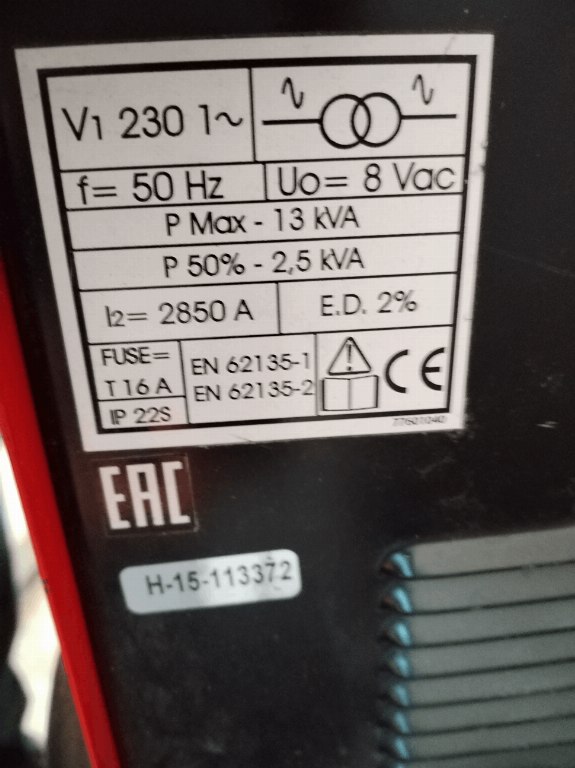 V1 230 1~
f= 50 Hz
Uo= 8 Vac
P Max - 13 kVA
P 50% - 2,5 kVA
I2= 2850 A
E.D. 2%
FUSE=
T 16 A
IP 22S
EN 62135-1
EN 62135-2
CE
77601040
EAC
H-15-113372